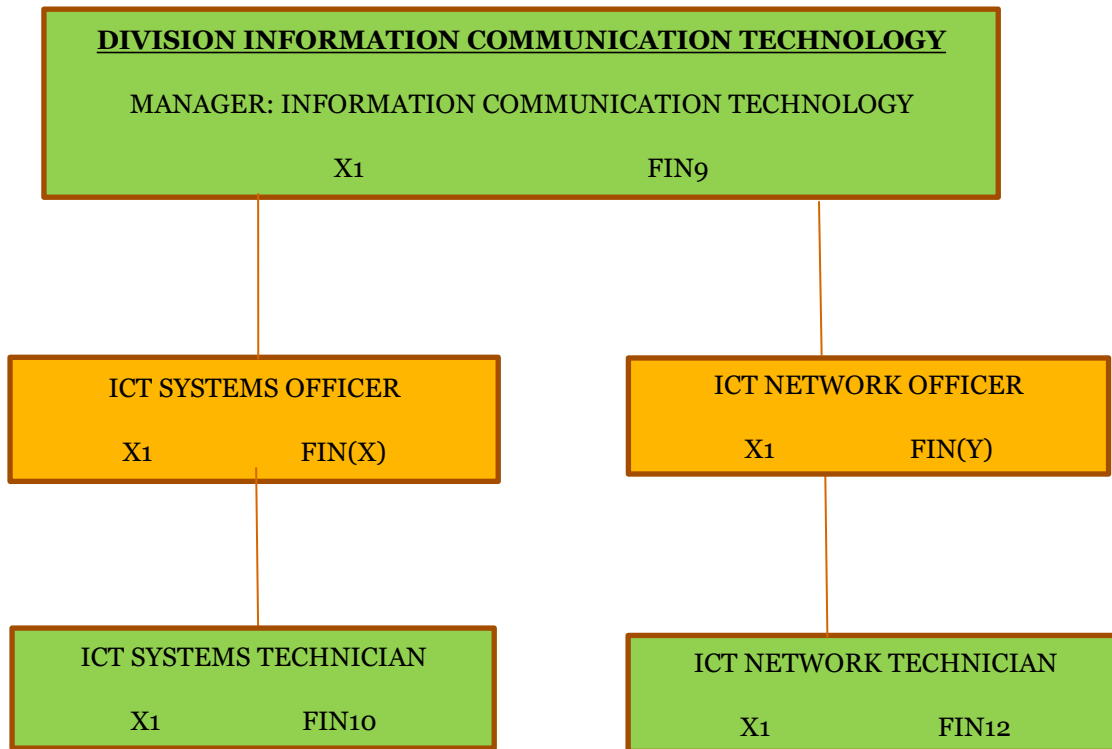 DIVISION INFORMATION COMMUNICATION TECHNOLOGY
MANAGER: INFORMATION COMMUNICATION TECHNOLOGY
X1 FIN9
ICT SYSTEMS OFFICER
X1 FIN(X)
ICT NETWORK OFFICER
X1 FIN(Y)
ICT SYSTEMS TECHNICIAN
X1 FIN10
ICT NETWORK TECHNICIAN
X1 FIN12